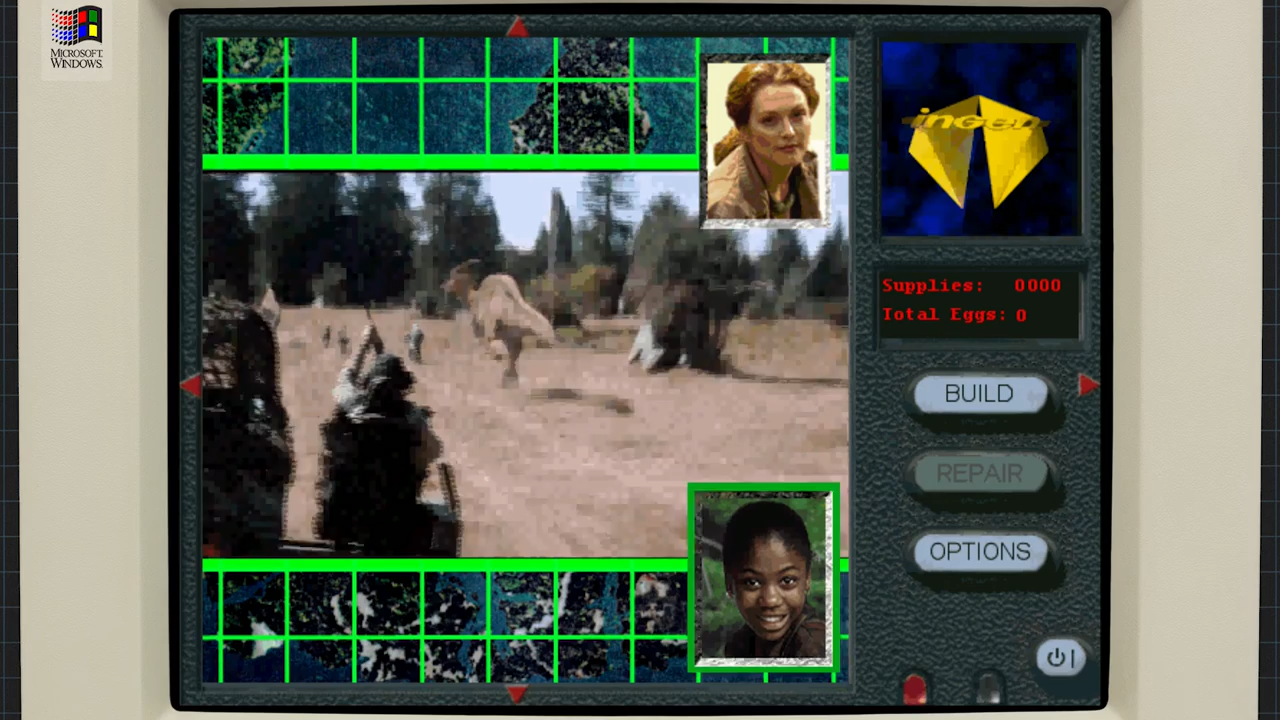 MICROSOFT
WINDOWS
InGen
Supplies: 0000
Total Eggs: 0
BUILD
REPAIR
OPTIONS